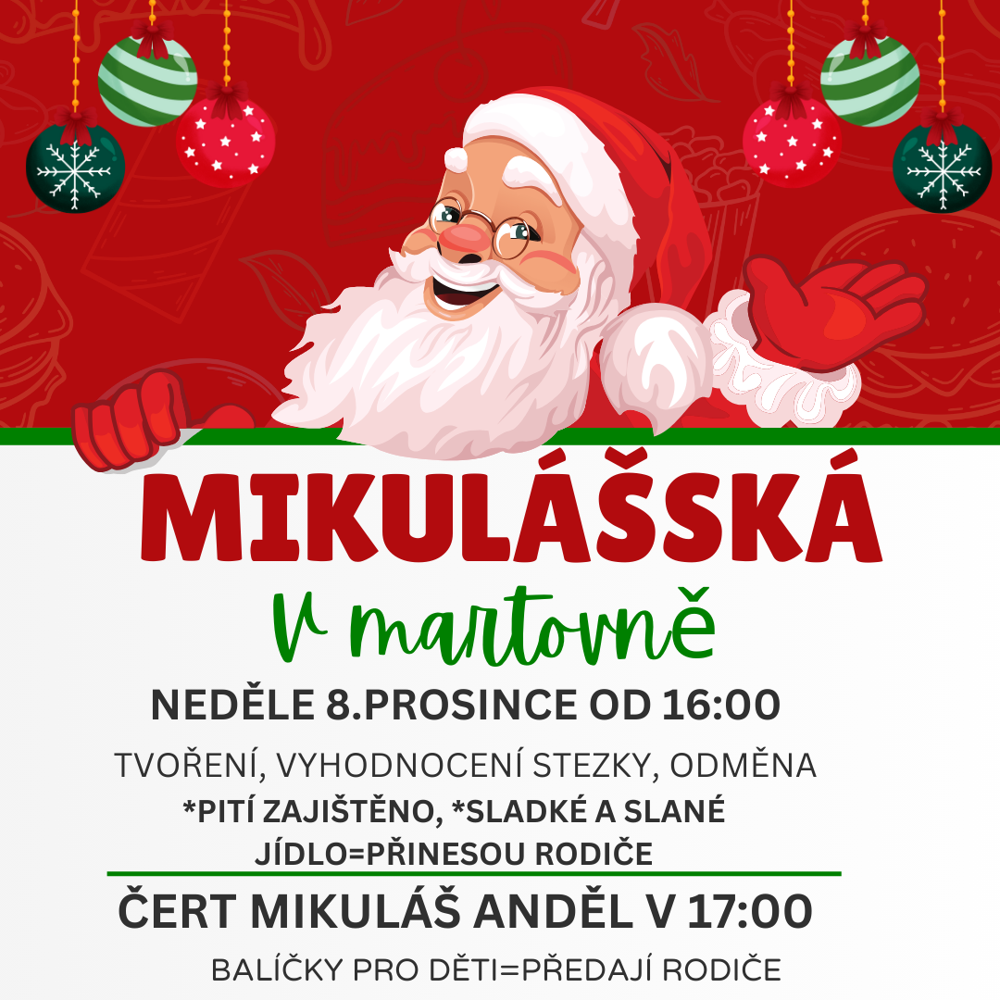 MIKULÁŠSKÁ
V martovně
NEDĚLE 8.PROSINCE OD 16:00
TVOŘENÍ, VYHODNOCENÍ STEZKY, ODMĚNA
*PITÍ ZAJIŠTĚNO, *SLADKÉ A SLANÉ
JÍDLO=PŘINESOU RODIČE
ČERT MIKULÁŠ ANDĚL V 17:00
BALÍČKY PRO DĚTI=PŘEDAJÍ RODIČE